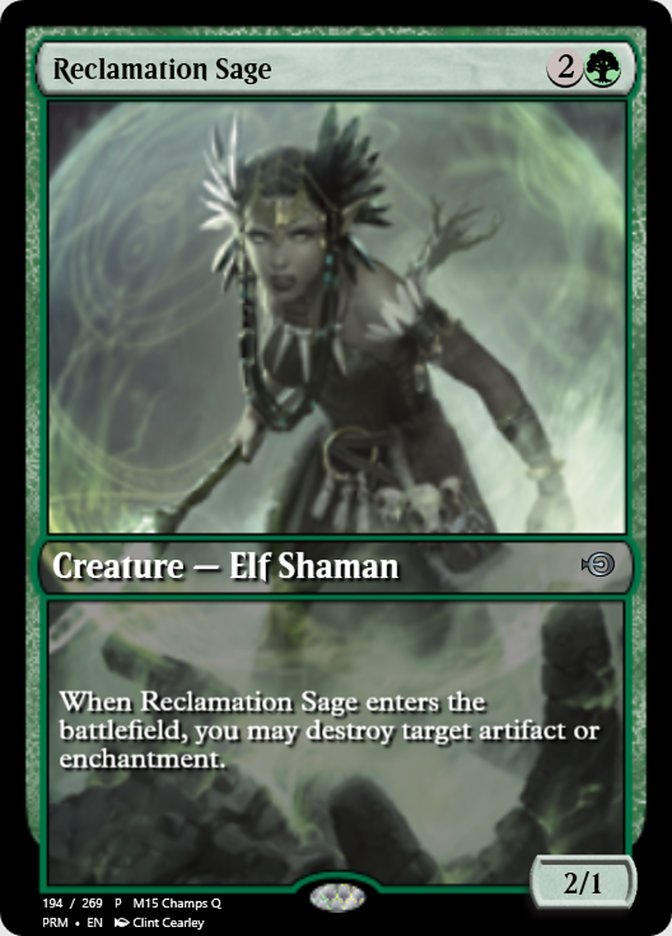 Reclamation Sage 2
Creature — Elf Shaman
When Reclamation Sage enters the
battlefield, you may destroy target artifact or
enchantment.
2/1
194 / 269 P M15 Champs Q
PRM • EN Clint Cearley